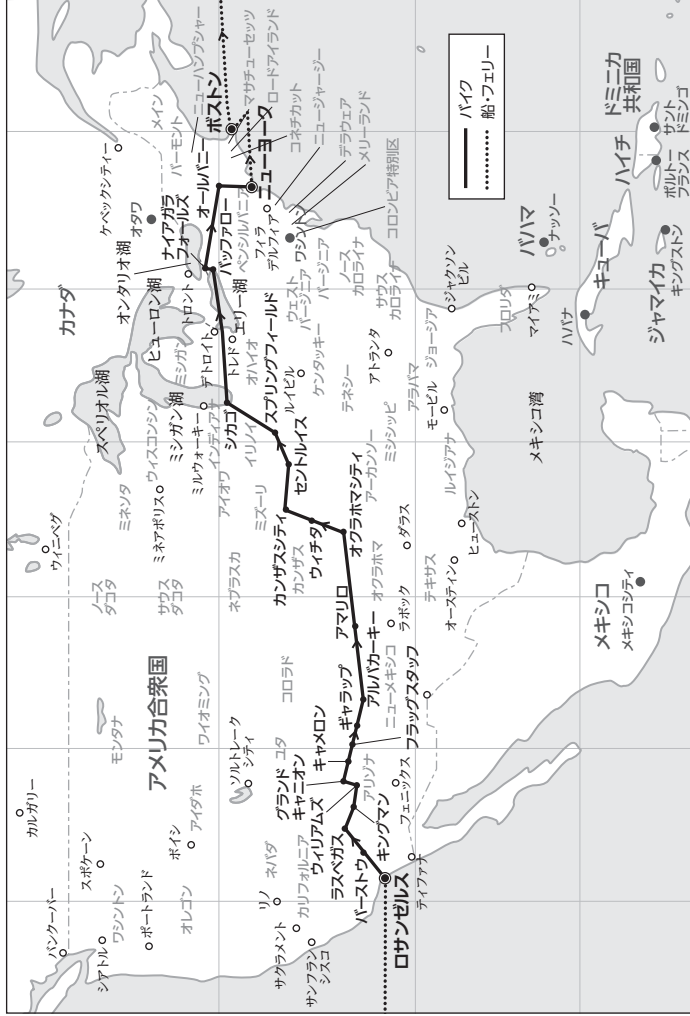 カナダ
アメリカ合衆国
メキシコ
メキシコ湾
バイク
船・フェリー
バンクーバー
カルガリー
ウィニペグ
ケベックシティー
オタワ
シアトル
ワシントン
スポケーン
モンタナ
ノース
ダコタ
ミネソタ
スペリオル湖
ヒューロン湖
オンタリオ湖
トロント
ナイアガラ
フォールズ
メイン
バーモント
ニューハンプシャー
ボストン
マサチューセッツ
ロードアイランド
コネチカット
ニューヨーク
ニュージャージー
デラウェア
メリーランド
コロンビア特別区
オールバニー
バッファロー
ペンシルバニア
フィラ
デルフィア
ワシン
ポートランド
オレゴン
ボイシ
アイダホ
ワイオミング
サウス
ダコタ
ミネアポリス
ウィスコンシン
ミシガン湖
ミルウォーキー
ミシガン
デトロイト
エリー湖
トレド
オハイオ
インディアナ
シカゴ
イリノイ
アイオワ
ネブラスカ
ソルトレーク
シティ
リノ
ネバダ
ユタ
コロラド
カンザスシティ
カンザス
ウィチタ
ミズーリ
セントルイス
スプリングフィールド
ルイビル
ケンタッキー
ウェスト
バージニア
バージニア
ノース
カロライナ
サウス
カロライナ
サクラメント
カリフォルニア
サンフラン
シスコ
グランド
キャニオン
キャメロン
ウィリアムズ
ラスベガス
バーストウ
キングマン
アリゾナ
ギャラップ
アルバカーキー
ニューメキシコ
フラッグスタッフ
フェニックス
アマリロ
オクラホマシティ
オクラホマ
アーカンソー
テネシー
ミシシッピ
アラバマ
アトランタ
ジョージア
ロサンゼルス
ティファナ
ラボック
ダラス
テキサス
オースティン
ヒューストン
ルイジアナ
モービル
ジャクソン
ビル
フロリダ
マイアミ
バハマ
ナッソー
ハバナ
キューバ
ジャマイカ
キングストン
ハイチ
ポルトー
フランス
ドミニカ
共和国
サント
ドミンゴ
メキシコシティ